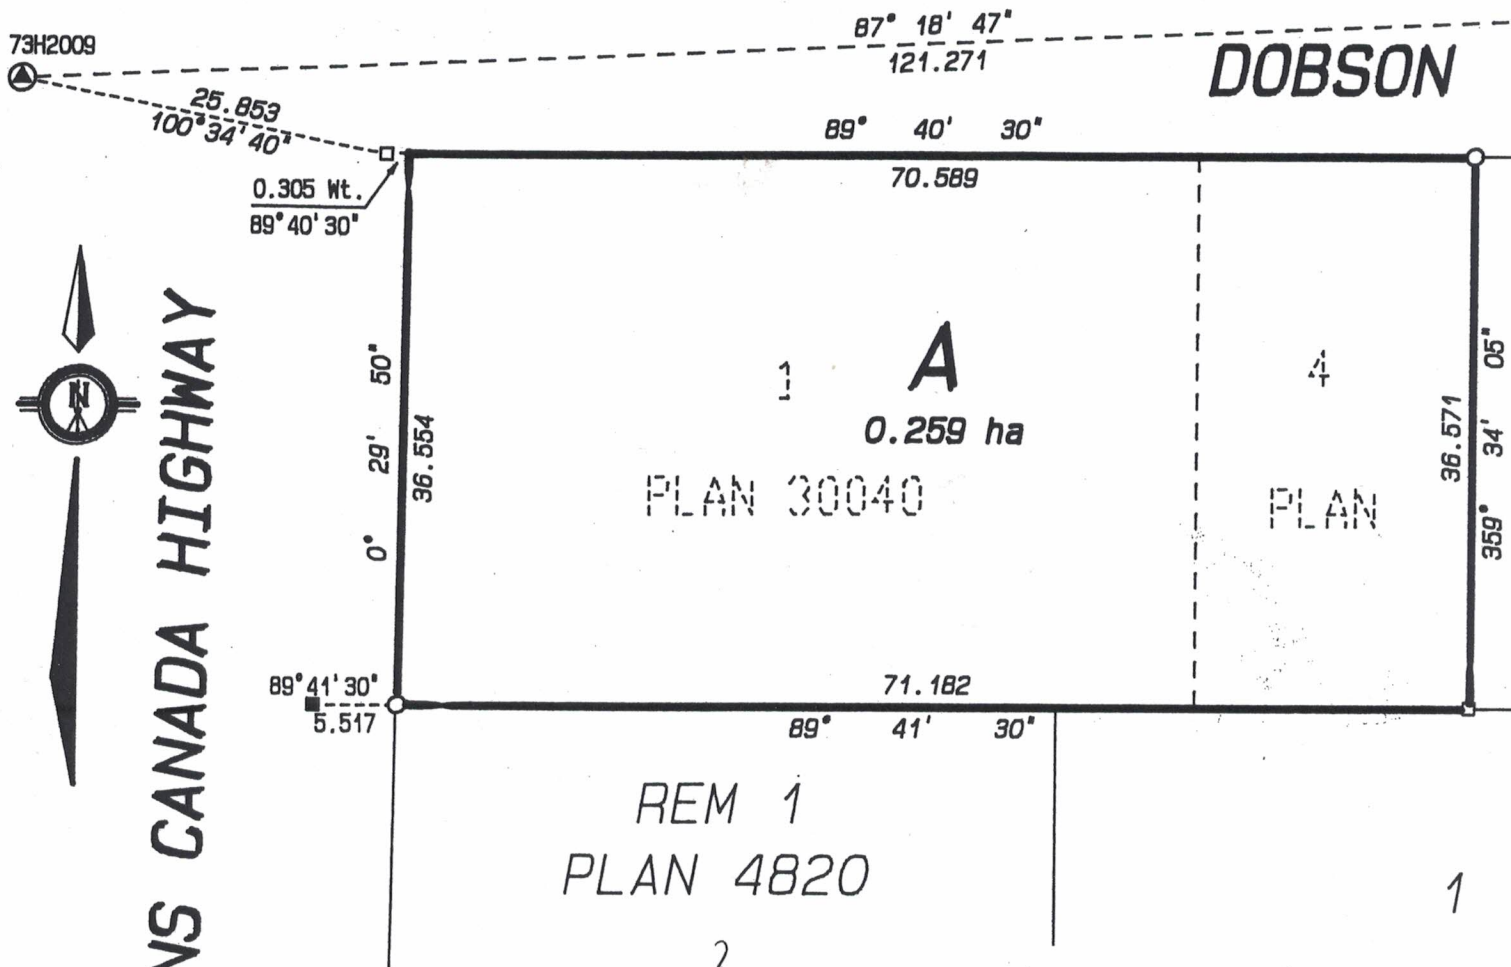 87° 18' 47"
121.271
73H2009
DOBSON
25.853
100°34'40"
89° 40' 30"
70.589
0.305 Wt.
89°40'30"
N
NS CANADA HIGHWAY
0° 29' 50"
36.554
1
A
0.259 ha
PLAN 30040
4
PLAN
36.571
359° 34' 05"
89°41'30"
5.517
71.182
89° 41' 30"
REM 1
PLAN 4820
2
1